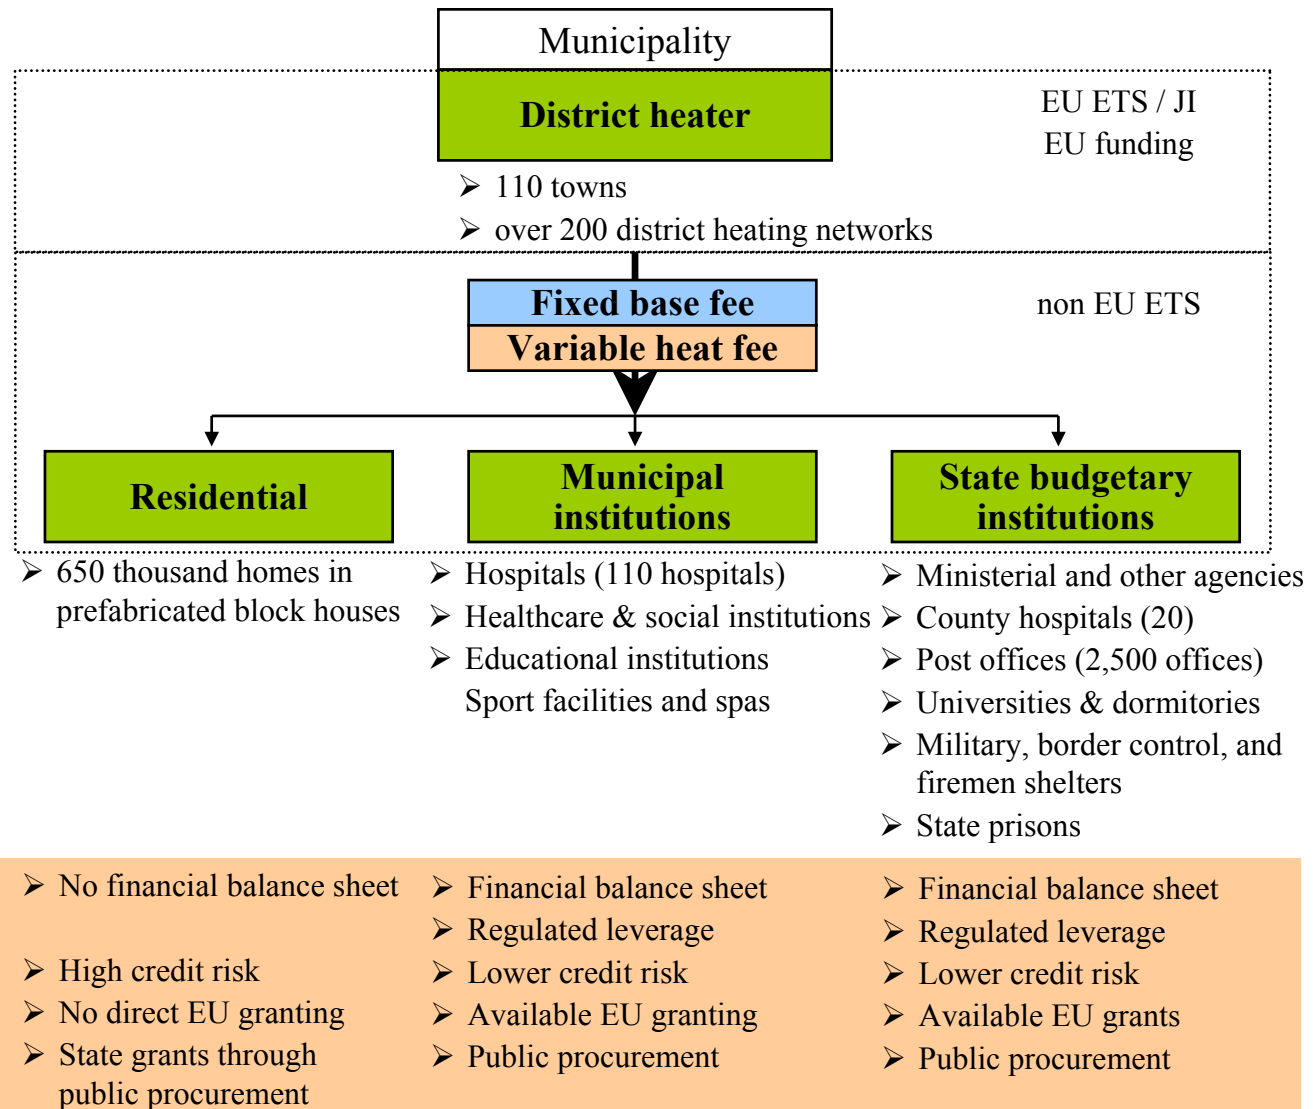 Municipality
District heater
EU ETS / JI
EU funding
➢ 110 towns
➢ over 200 district heating networks
Fixed base fee
Variable heat fee
non EU ETS
Residential
Municipal
institutions
State budgetary
institutions
➢ 650 thousand homes in
prefabricated block houses
➢ Hospitals (110 hospitals)
➢ Healthcare & social institutions
➢ Educational institutions
Sport facilities and spas
➢ Ministerial and other agencies
➢ County hospitals (20)
➢ Post offices (2,500 offices)
➢ Universities & dormitories
➢ Military, border control, and
firemen shelters
➢ State prisons
➢ No financial balance sheet
➢ High credit risk
➢ No direct EU granting
➢ State grants through
public procurement
➢ Financial balance sheet
➢ Regulated leverage
➢ Lower credit risk
➢ Available EU granting
➢ Public procurement
➢ Financial balance sheet
➢ Regulated leverage
➢ Lower credit risk
➢ Available EU grants
➢ Public procurement